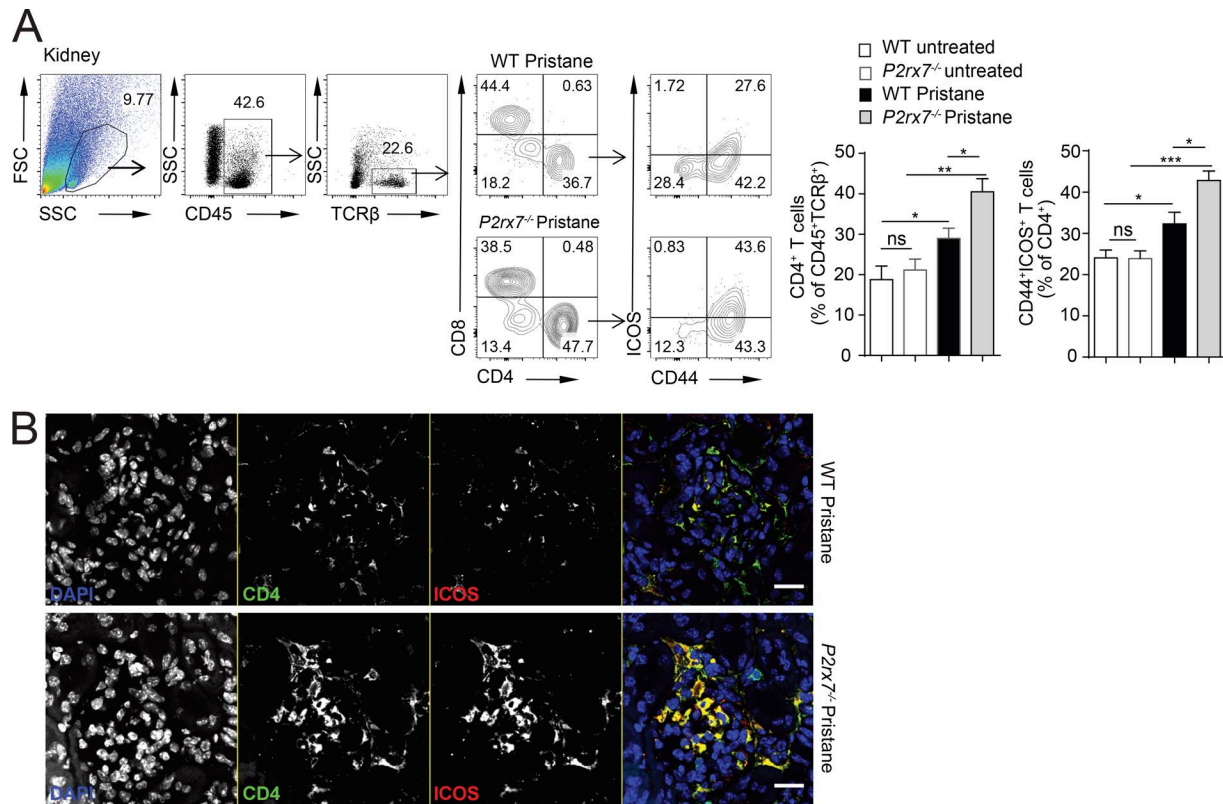 A
Kidney
9.77
FSC
SSC
42.6
SSC
CD45
22.6
SSC
TCRβ
WT Pristane
44.4 0.63
18.2 36.7
1.72 27.6
28.4 42.2
P2rx7-/- Pristane
38.5 0.48
13.4 47.7
0.83 43.6
12.3 43.3
CD8
CD4
ICOS
CD44
WT untreated
P2rx7-/- untreated
WT Pristane
P2rx7-/- Pristane
CD4+ T cells
(% of CD45+TCRβ+)
50
40
30
20
10
0
ns
*
**
*
CD44+ICOS+ T cells
(% of CD4+)
50
40
30
20
10
0
ns
*
***
*
B
DAPI CD4 ICOS
WT Pristane
DAPI CD4 ICOS
P2rx7-/- Pristane